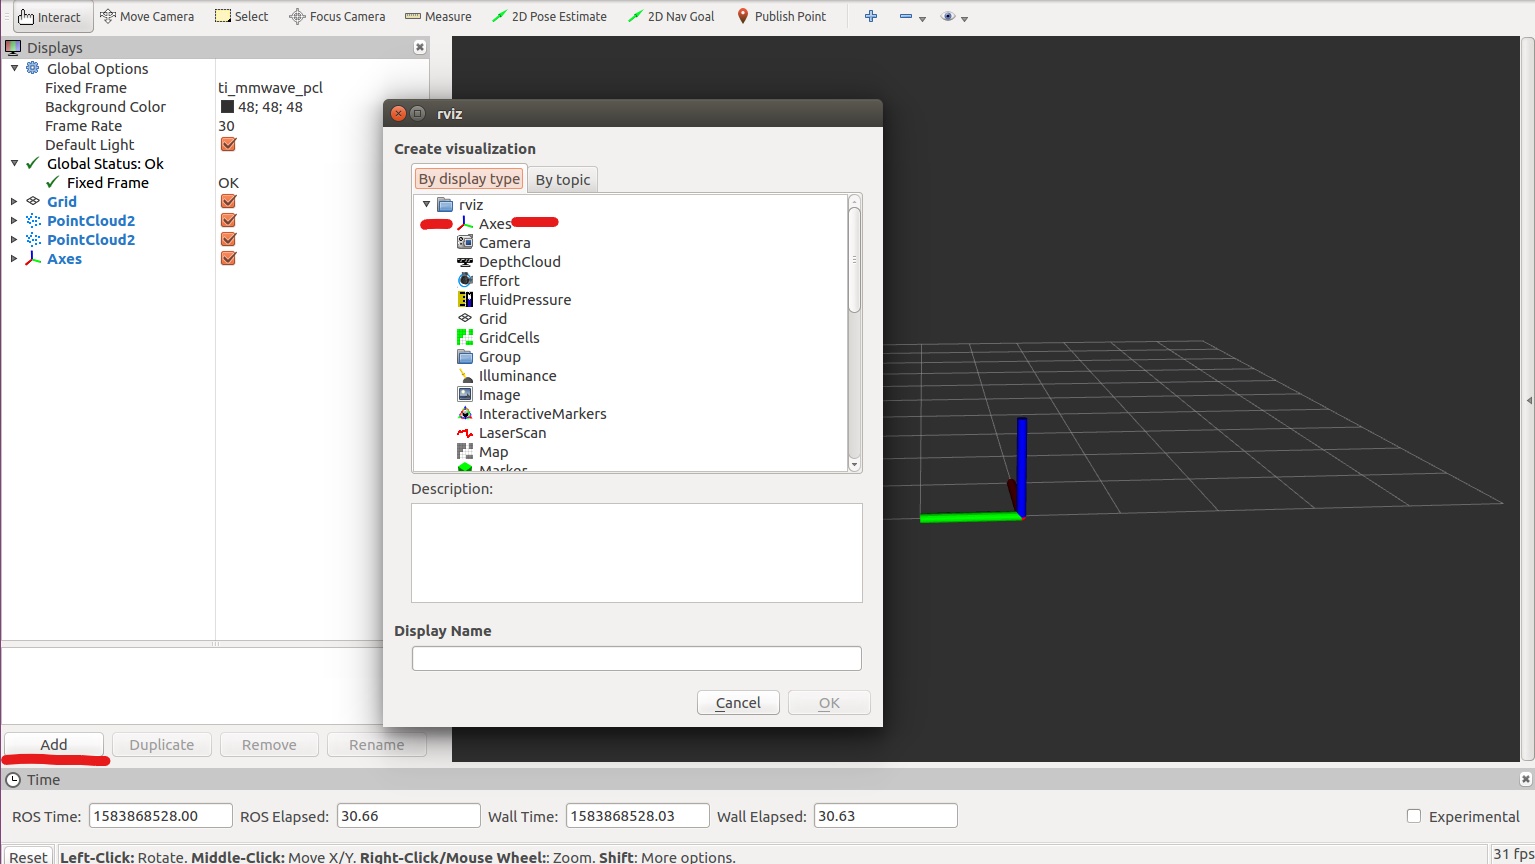 Interact Move Camera Select Focus Camera Measure 2D Pose Estimate 2D Nav Goal Publish Point
Displays
Global Options
Fixed Frame ti_mmwave_pcl
Background Color 48; 48; 48
Frame Rate 30
Default Light
Global Status: Ok
Fixed Frame OK
Grid
PointCloud2
PointCloud2
Axes
rviz
Create visualization
By display type By topic
rviz
Axes
Camera
DepthCloud
Effort
FluidPressure
Grid
GridCells
Group
Illuminance
Image
InteractiveMarkers
LaserScan
Map
Marker
Description:
Display Name
Cancel OK
Add Duplicate Remove Rename
Time
ROS Time: 1583868528.00 ROS Elapsed: 30.66 Wall Time: 1583868528.03 Wall Elapsed: 30.63 Experimental
Reset Left-Click: Rotate. Middle-Click: Move X/Y. Right-Click/Mouse Wheel:: Zoom. Shift: More options. 31 fps